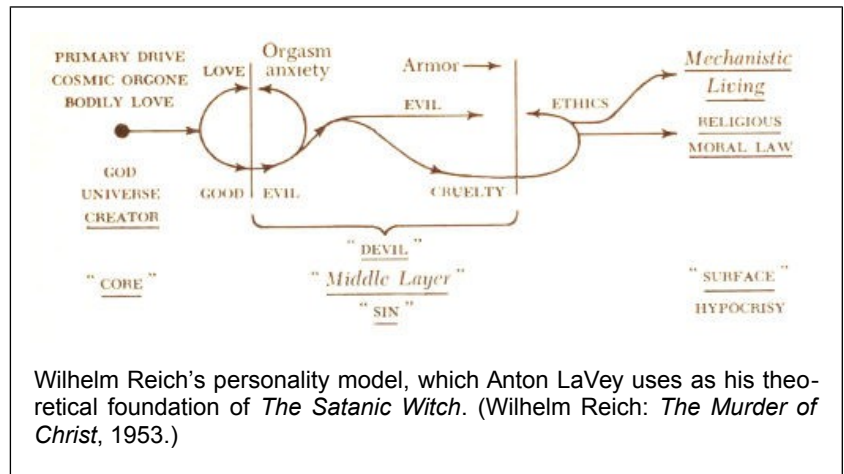 PRIMARY DRIVE
COSMIC ORGONE
BODILY LOVE
LOVE
Orgasm
anxiety
Armor
EVIL
ETHICS
Mechanistic
Living
RELIGIOUS
MORAL LAW
GOD
UNIVERSE
CREATOR
GOOD
EVIL
CRUELTY
" DEVIL "
" CORE "
" Middle Layer "
" SIN "
" SURFACE "
HYPOCRISY
Wilhelm Reich’s personality model, which Anton LaVey uses as his theo-
retical foundation of The Satanic Witch. (Wilhelm Reich: The Murder of
Christ, 1953.)